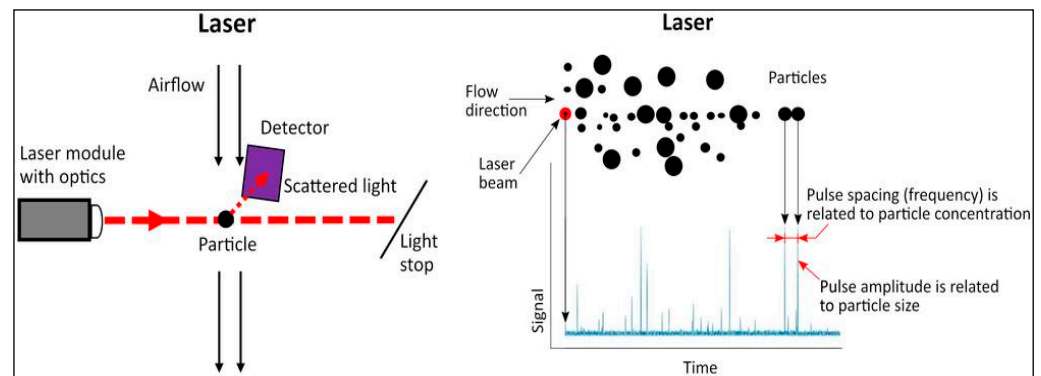 Laser
Airflow
Detector
Laser module
with optics
Scattered light
Particle
Light
stop
Laser
Particles
Flow
direction
Laser
beam
Pulse spacing (frequency) is
related to particle concentration
Pulse amplitude is related
to particle size
Signal
Time